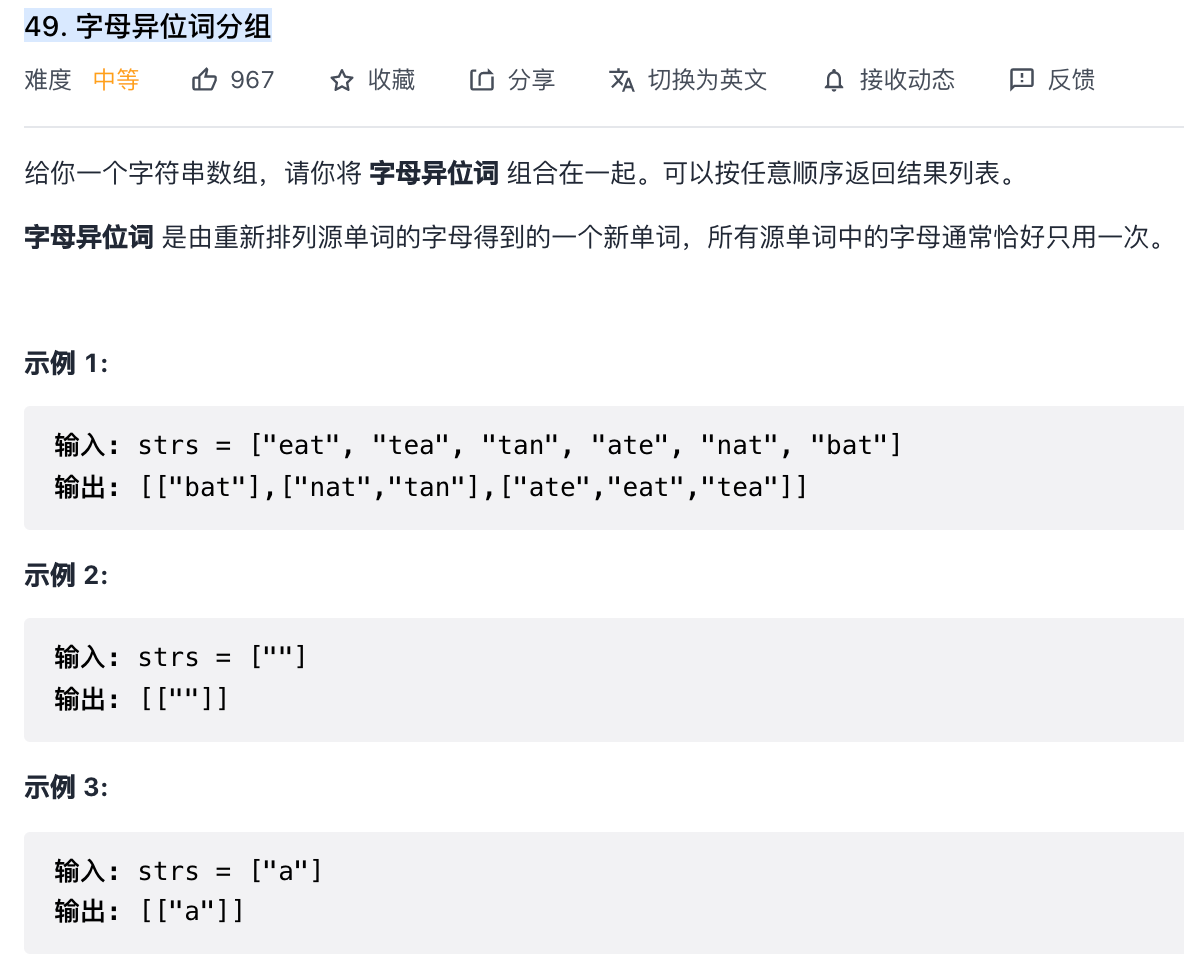 49. 字母异位词分组
难度 中等 967 收藏 分享 切换为英文 接收动态 反馈
给你一个字符串数组，请你将 字母异位词 组合在一起。可以按任意顺序返回结果列表。
字母异位词 是由重新排列源单词的字母得到的一个新单词，所有源单词中的字母通常恰好只用一次。
示例 1:
输入: strs = ["eat", "tea", "tan", "ate", "nat", "bat"]
输出: [["bat"],["nat","tan"],["ate","eat","tea"]]
示例 2:
输入: strs = [""]
输出: [[""]]
示例 3:
输入: strs = ["a"]
输出: [["a"]]